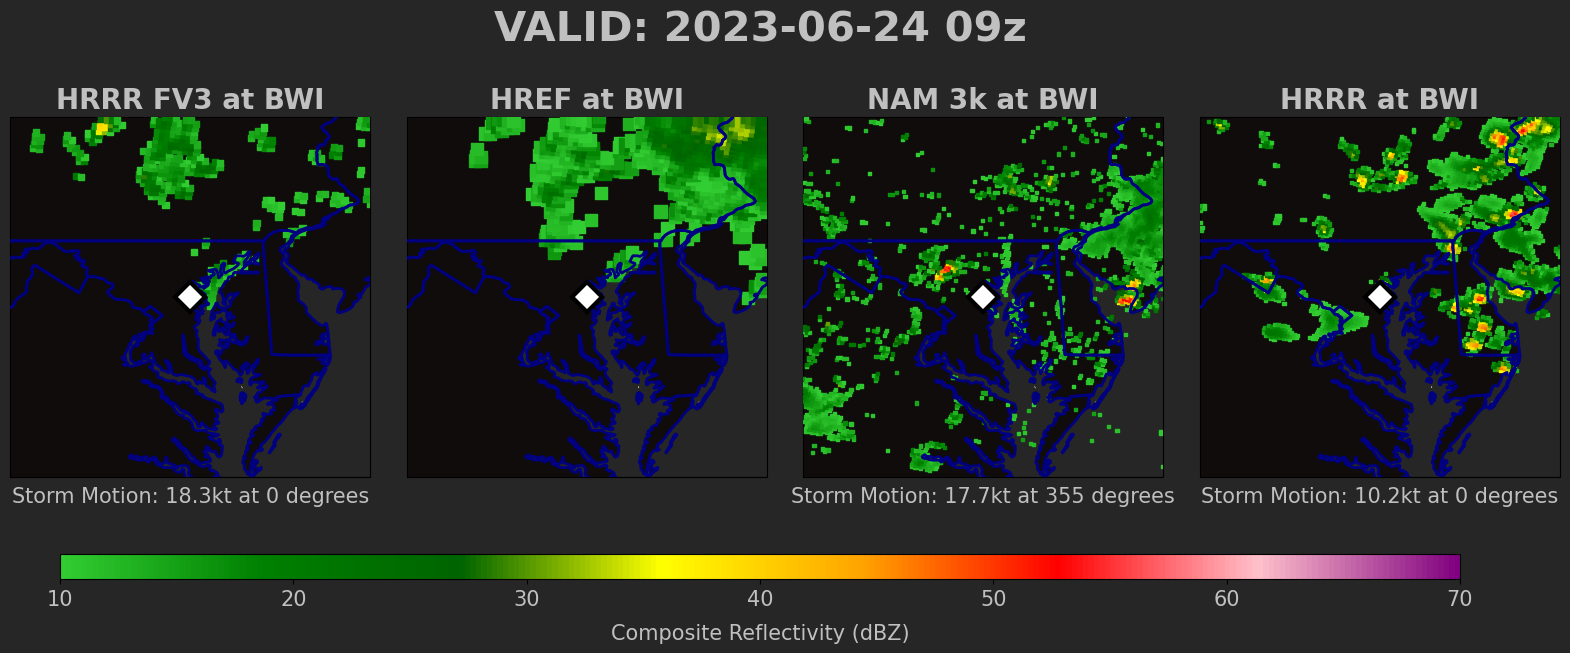 VALID: 2023-06-24 09z
HRRR FV3 at BWI
HREF at BWI
NAM 3k at BWI
HRRR at BWI
Storm Motion: 18.3kt at 0 degrees
Storm Motion: 17.7kt at 355 degrees
Storm Motion: 10.2kt at 0 degrees
10 20 30 40 50 60 70
Composite Reflectivity (dBZ)